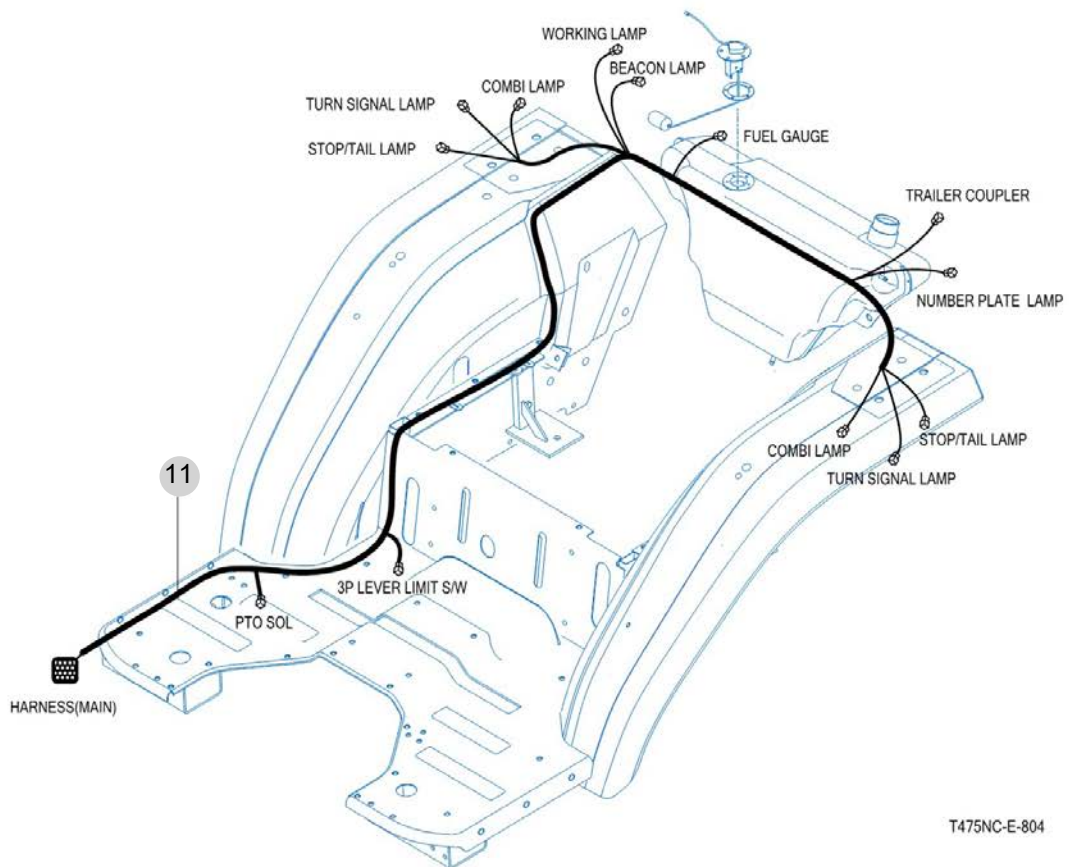 WORKING LAMP
BEACON LAMP
COMBI LAMP
TURN SIGNAL LAMP
FUEL GAUGE
STOP/TAIL LAMP
TRAILER COUPLER
NUMBER PLATE LAMP
STOP/TAIL LAMP
COMBI LAMP
TURN SIGNAL LAMP
11
3P LEVER LIMIT S/W
PTO SOL
HARNESS(MAIN)
T475NC-E-804